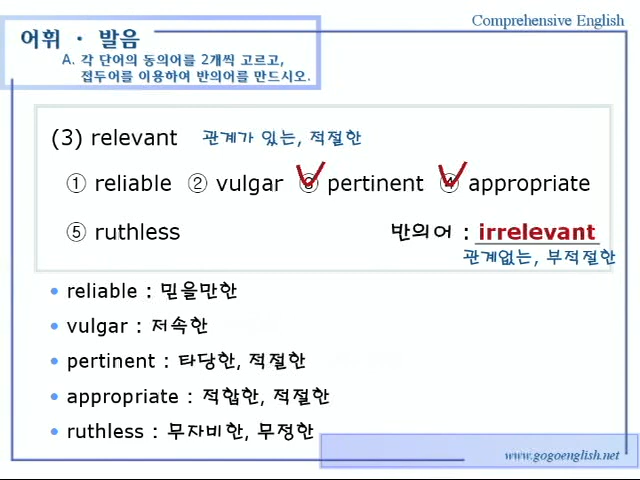 Comprehensive English
어휘 · 발음
A. 각 단어의 동의어를 2개씩 고르고,
접두어를 이용하여 반의어를 만드시오.
(3) relevant 관계가 있는, 적절한
① reliable ② vulgar ③ pertinent ④ appropriate
⑤ ruthless 반의어 : irrelevant
관계없는, 부적절한
• reliable : 믿을만한
• vulgar : 저속한
• pertinent : 타당한, 적절한
• appropriate : 적합한, 적절한
• ruthless : 무자비한, 무정한
www.gogoenglish.net